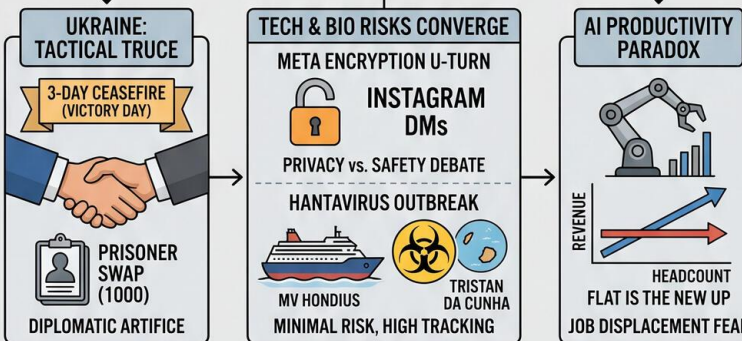 UKRAINE:
TACTICAL TRUCE
3-DAY CEASEFIRE
(VICTORY DAY)
PRISONER
SWAP
(1000)
DIPLOMATIC ARTIFICE
TECH & BIO RISKS CONVERGE
META ENCRYPTION U-TURN
INSTAGRAM
DMs
PRIVACY vs. SAFETY DEBATE
HANTAVIRUS OUTBREAK
MV HONDIUS
TRISTAN
DA CUNHA
MINIMAL RISK, HIGH TRACKING
AI PRODUCTIVITY
PARADOX
REVENUE
HEADCOUNT
FLAT IS THE NEW UP
JOB DISPLACEMENT